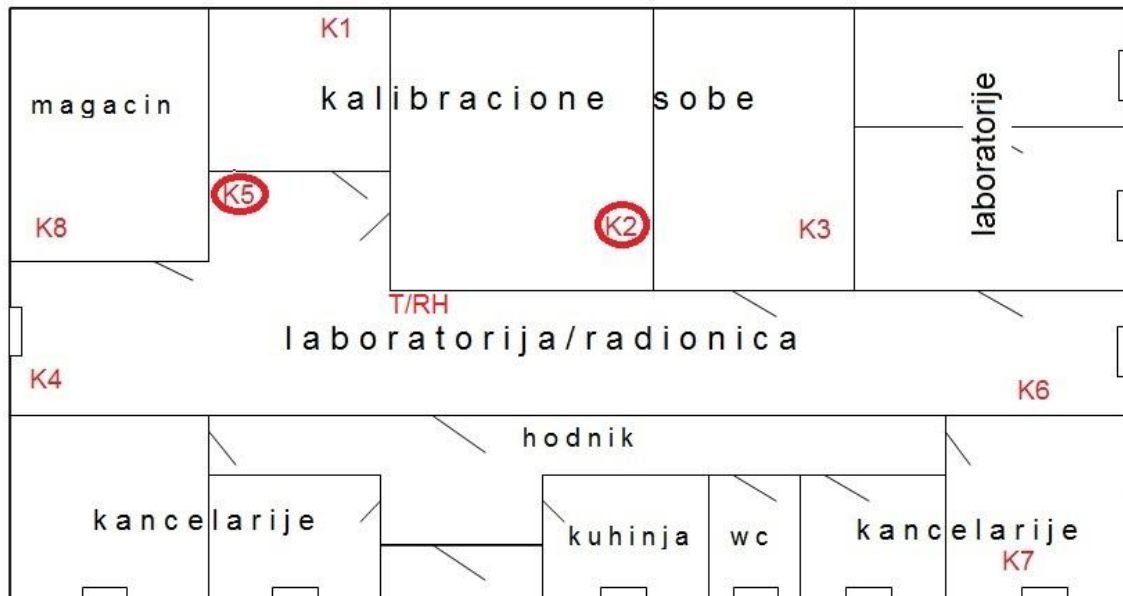 K1
magacin
kalibracione sobe
laboratorije
K5
K8
K2
K3
T/RH
laboratorija/radionica
K4
K6
hodnik
kancelarije
kuhinja
wc
kancelarije
K7